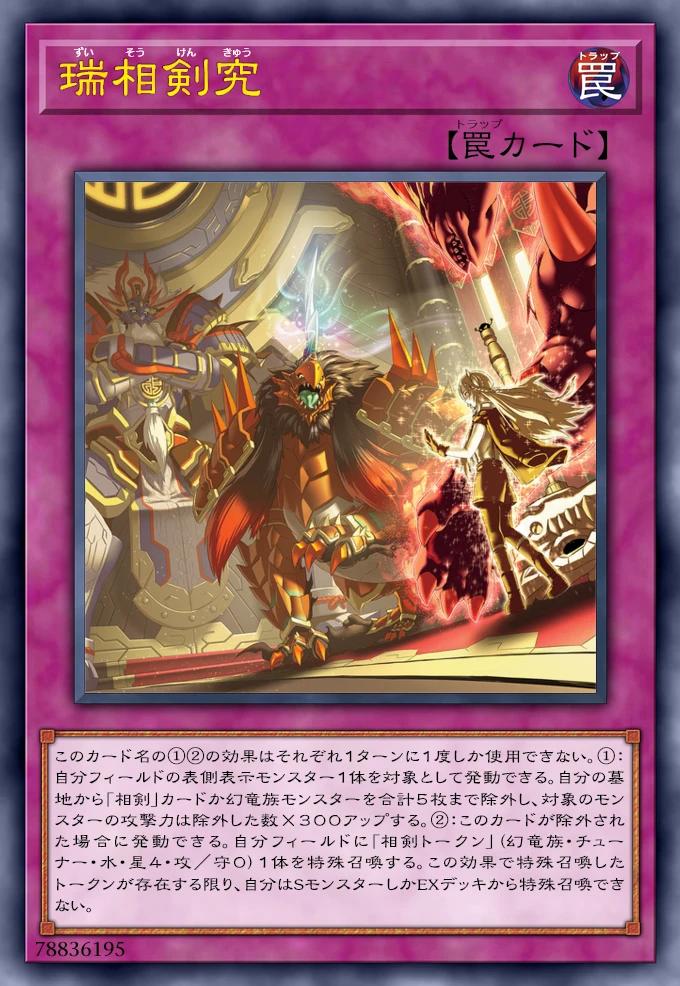 ずい そう けん きゅう
瑞相剣究
トラップ
罠
トラップ
【罠カード】
このカード名の①②の効果はそれぞれ1ターンに1度しか使用できない。①:
自分フィールドの表側表示モンスター1体を対象として発動できる。自分の墓
地から「相剣」カードか幻竜族モンスターを合計5枚まで除外し、対象のモン
スターの攻撃力は除外した数×300アップする。②:このカードが除外され
た場合に発動できる。自分フィールドに「相剣トークン」(幻竜族・チュー
ナー・水・星4・攻/守0)1体を特殊召喚する。この効果で特殊召喚した
トークンが存在する限り、自分はSモンスターしかEXデッキから特殊召喚でき
ない。
78836195